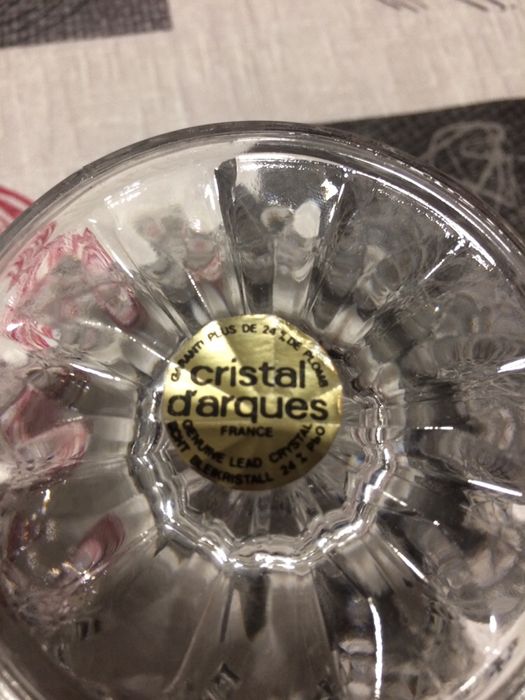 GARANTI PLUS DE 24 % DE PLOMB
cristal
d'arques
FRANCE
GENUINE LEAD CRYSTAL
ECHT BLEIKRISTALL 24 % PbO